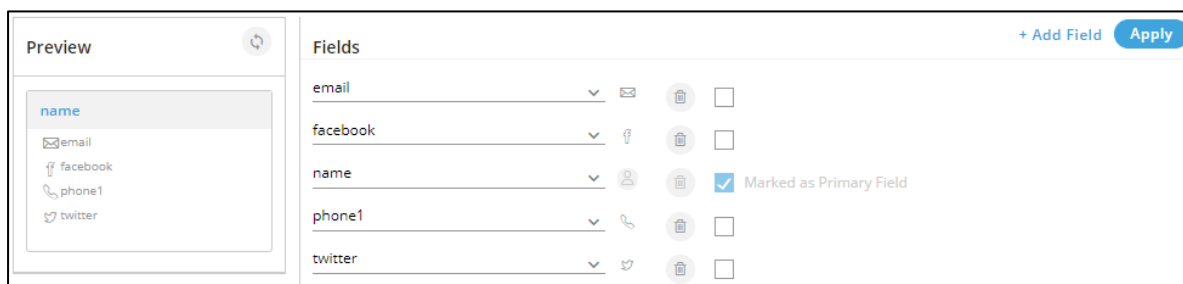 Preview
name
email
facebook
phone1
twitter
Fields
+ Add Field
Apply
email
facebook
name
Marked as Primary Field
phone1
twitter